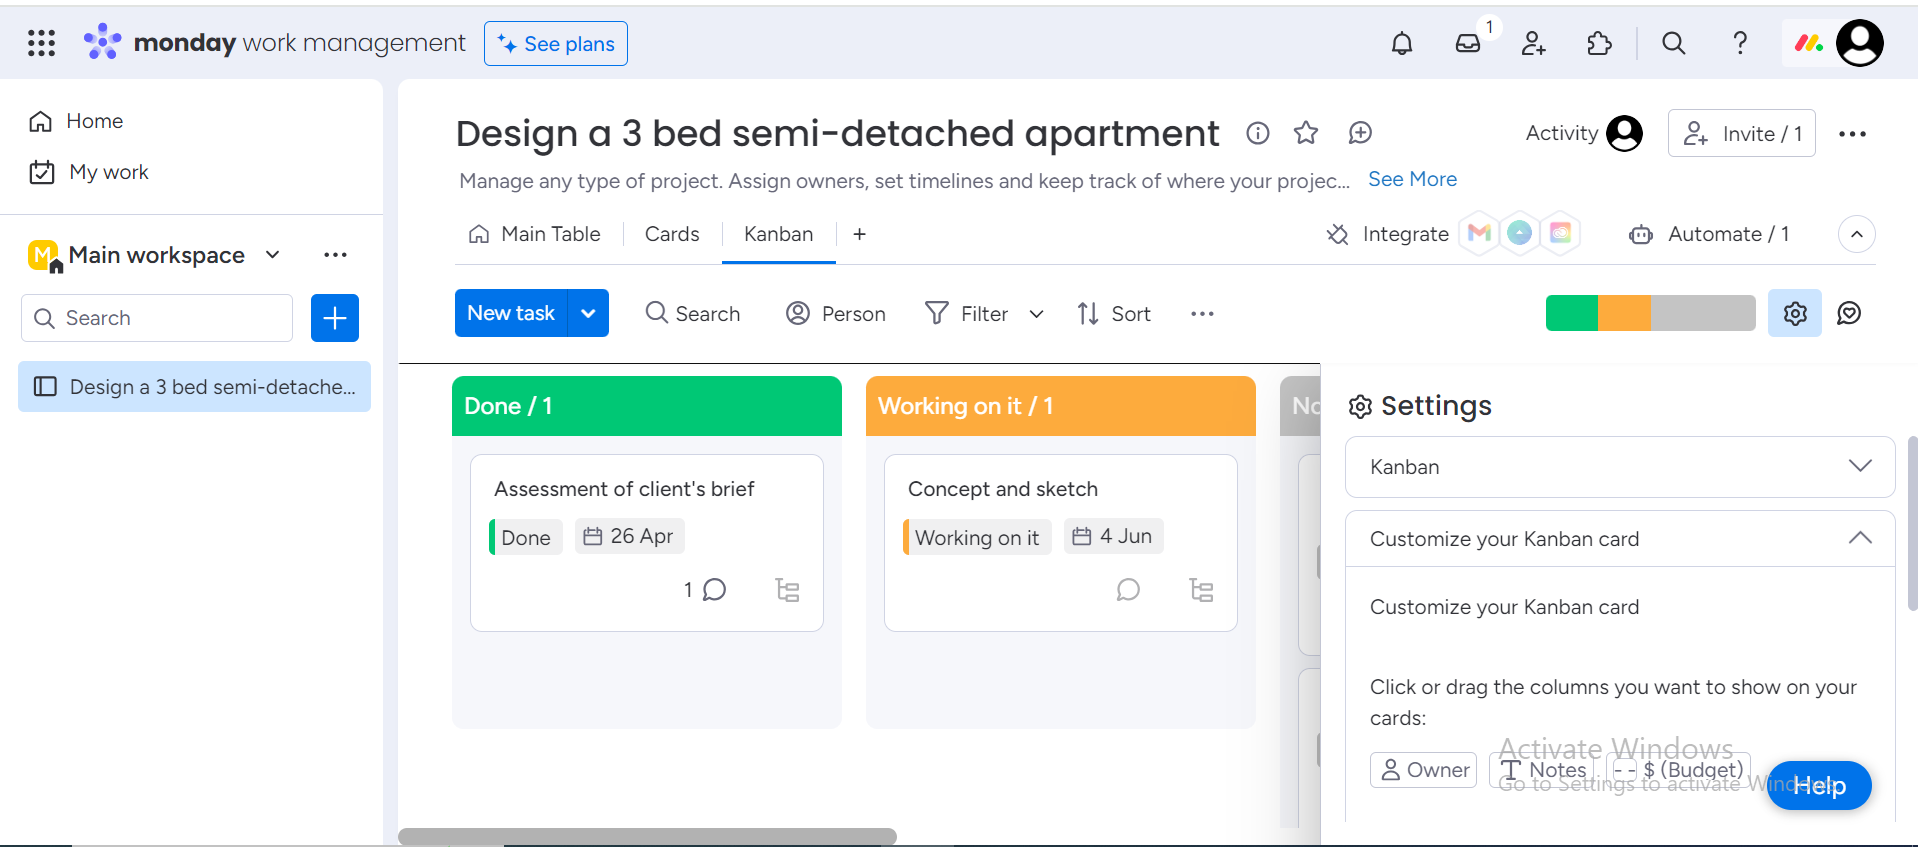 monday work management
See plans
1
Home
My work
M Main workspace
Search
Design a 3 bed semi-detache...
Design a 3 bed semi-detached apartment
Activity
Invite / 1
Manage any type of project. Assign owners, set timelines and keep track of where your projec... See More
Main Table
Cards
Kanban
+
Integrate
Automate / 1
New task
Search
Person
Filter
Sort
Done / 1
Assessment of client's brief
Done
26 Apr
1
Working on it / 1
Concept and sketch
Working on it
4 Jun
Settings
Kanban
Customize your Kanban card
Customize your Kanban card
Click or drag the columns you want to show on your
cards:
Owner
Notes
$ (Budget)
Activate Windows
Go to Settings to activate Windows.
Help